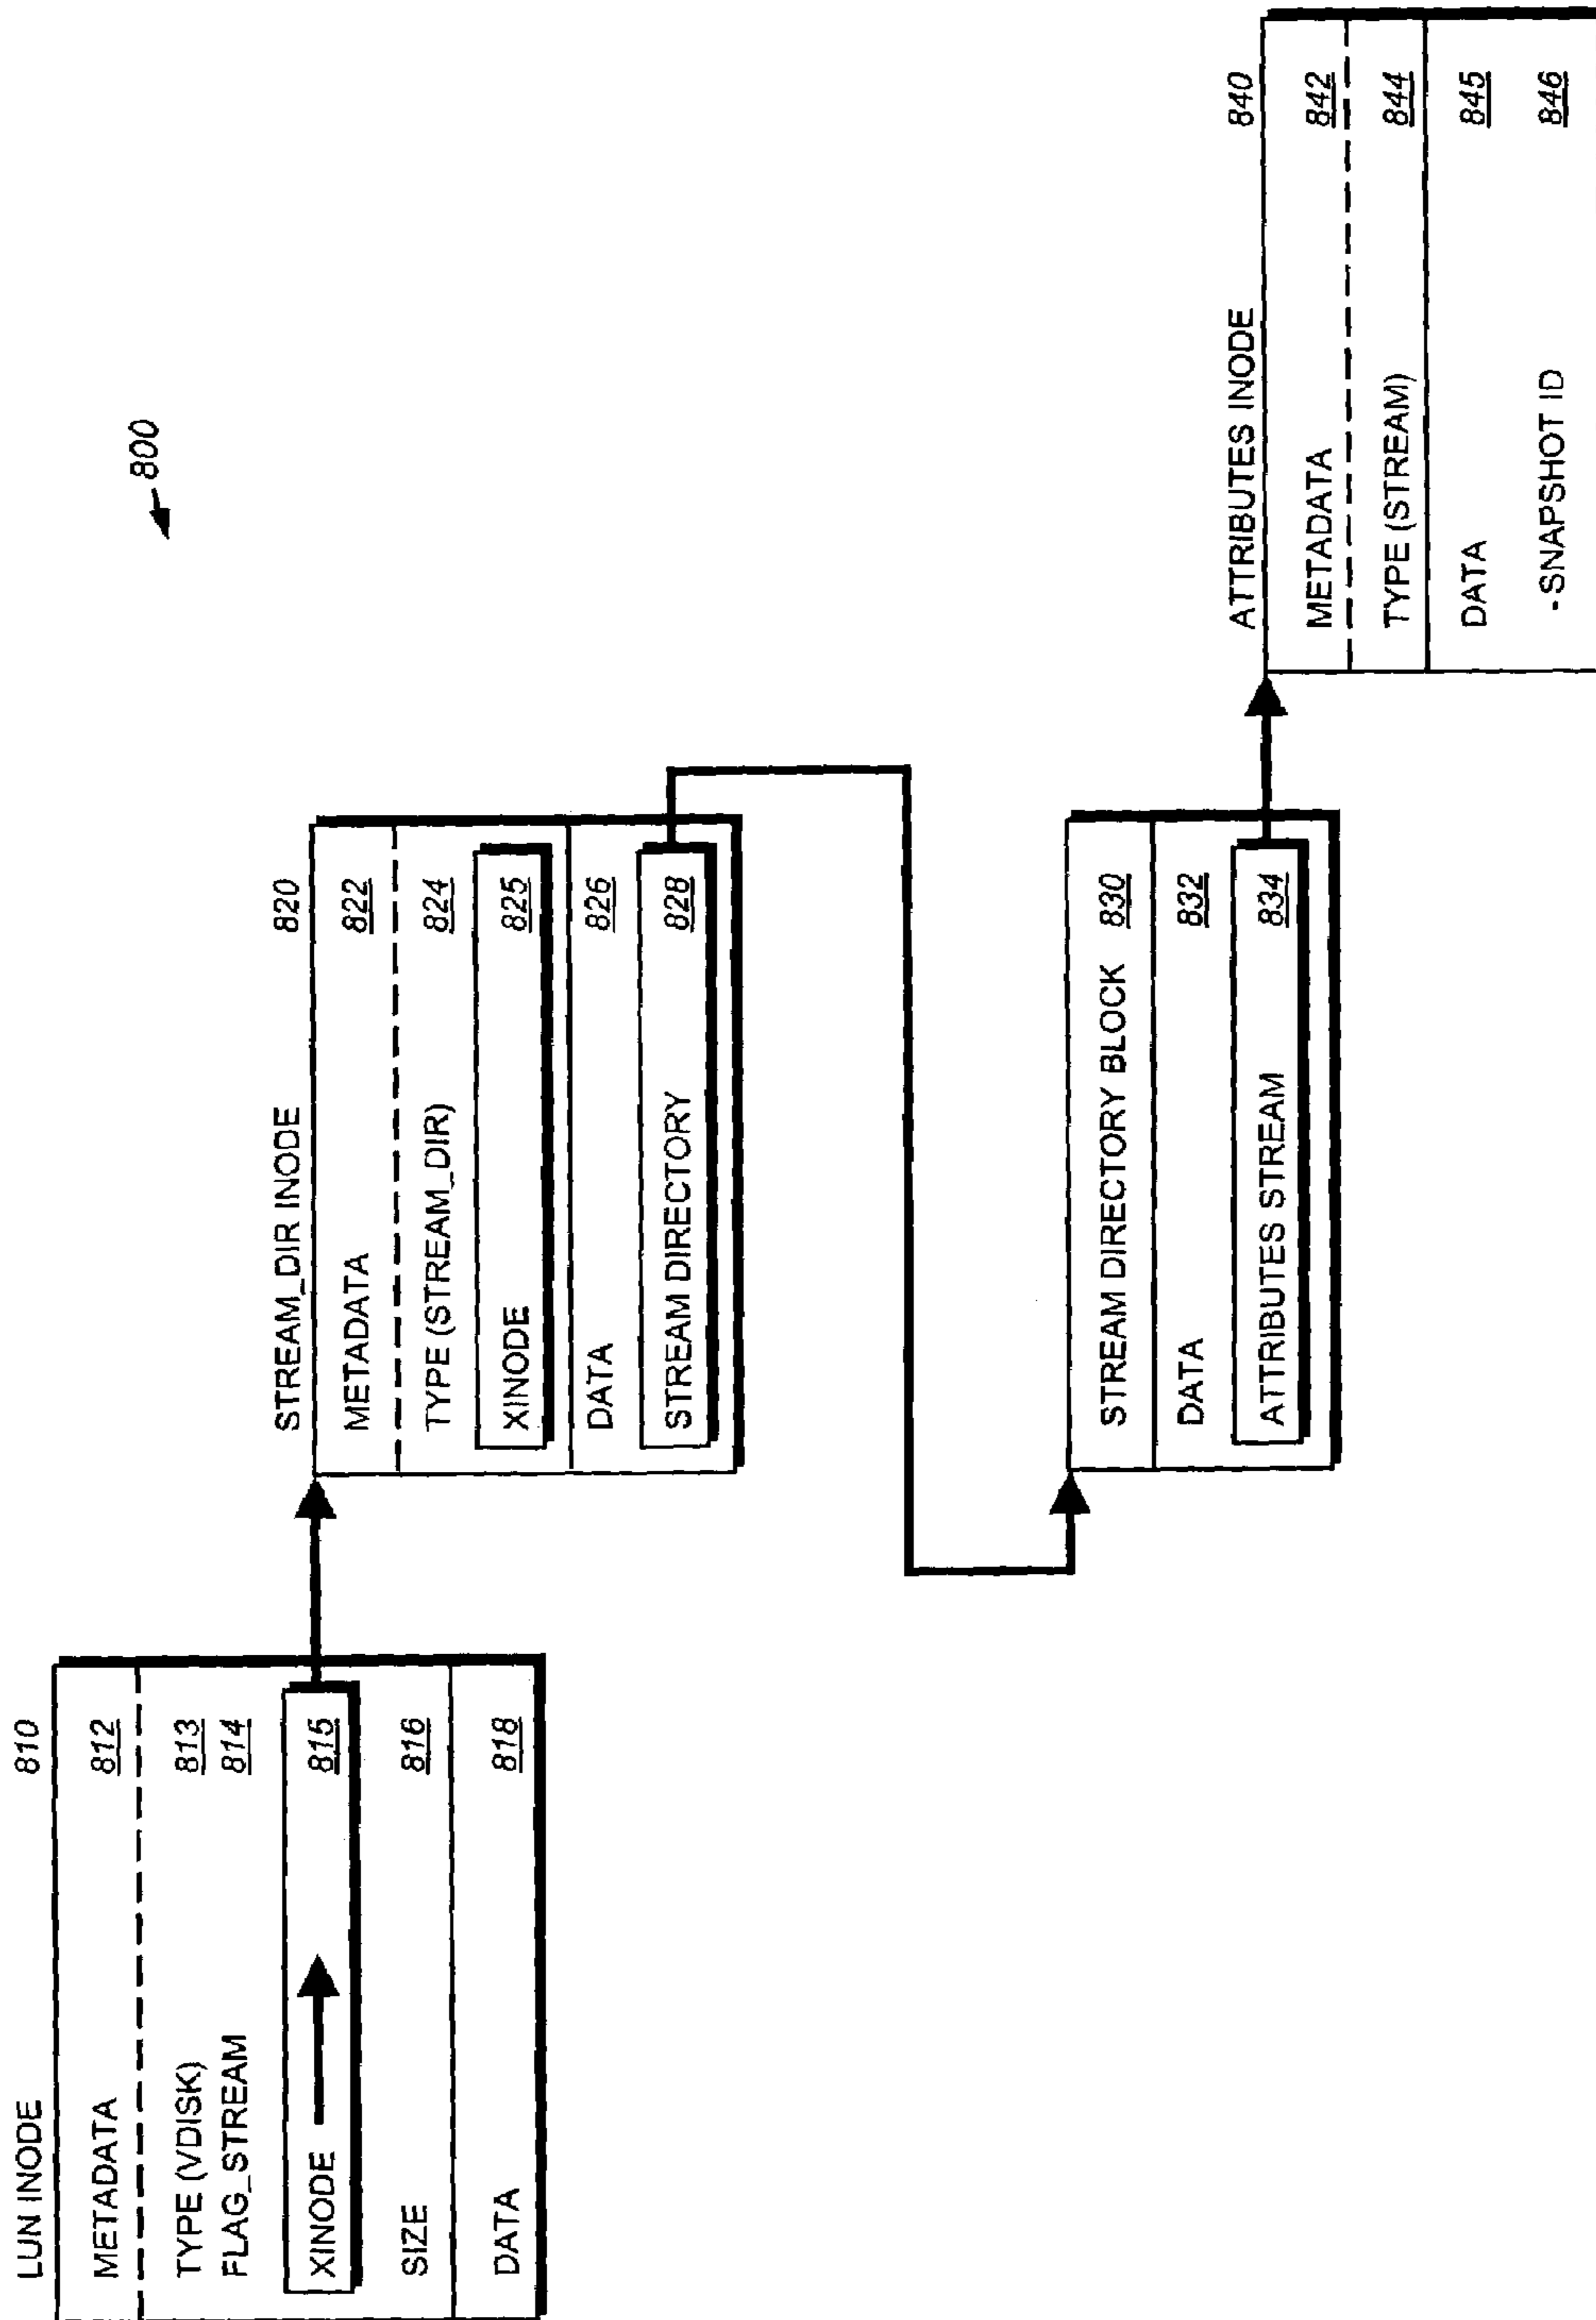 800
LUN INODE 810
METADATA 812
TYPE (VDISK) 813
FLAG_STREAM 814
XINODE 815
SIZE 816
DATA 818
STREAM_DIR INODE 820
METADATA 822
TYPE (STREAM_DIR) 824
XINODE 825
DATA 826
STREAM DIRECTORY 828
STREAM DIRECTORY BLOCK 830
DATA 832
ATTRIBUTES STREAM 834
ATTRIBUTES INODE 840
METADATA 842
TYPE (STREAM) 844
DATA 845
-SNAPSHOT ID 846